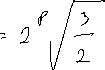 = 2 ^ρ√(3/2)